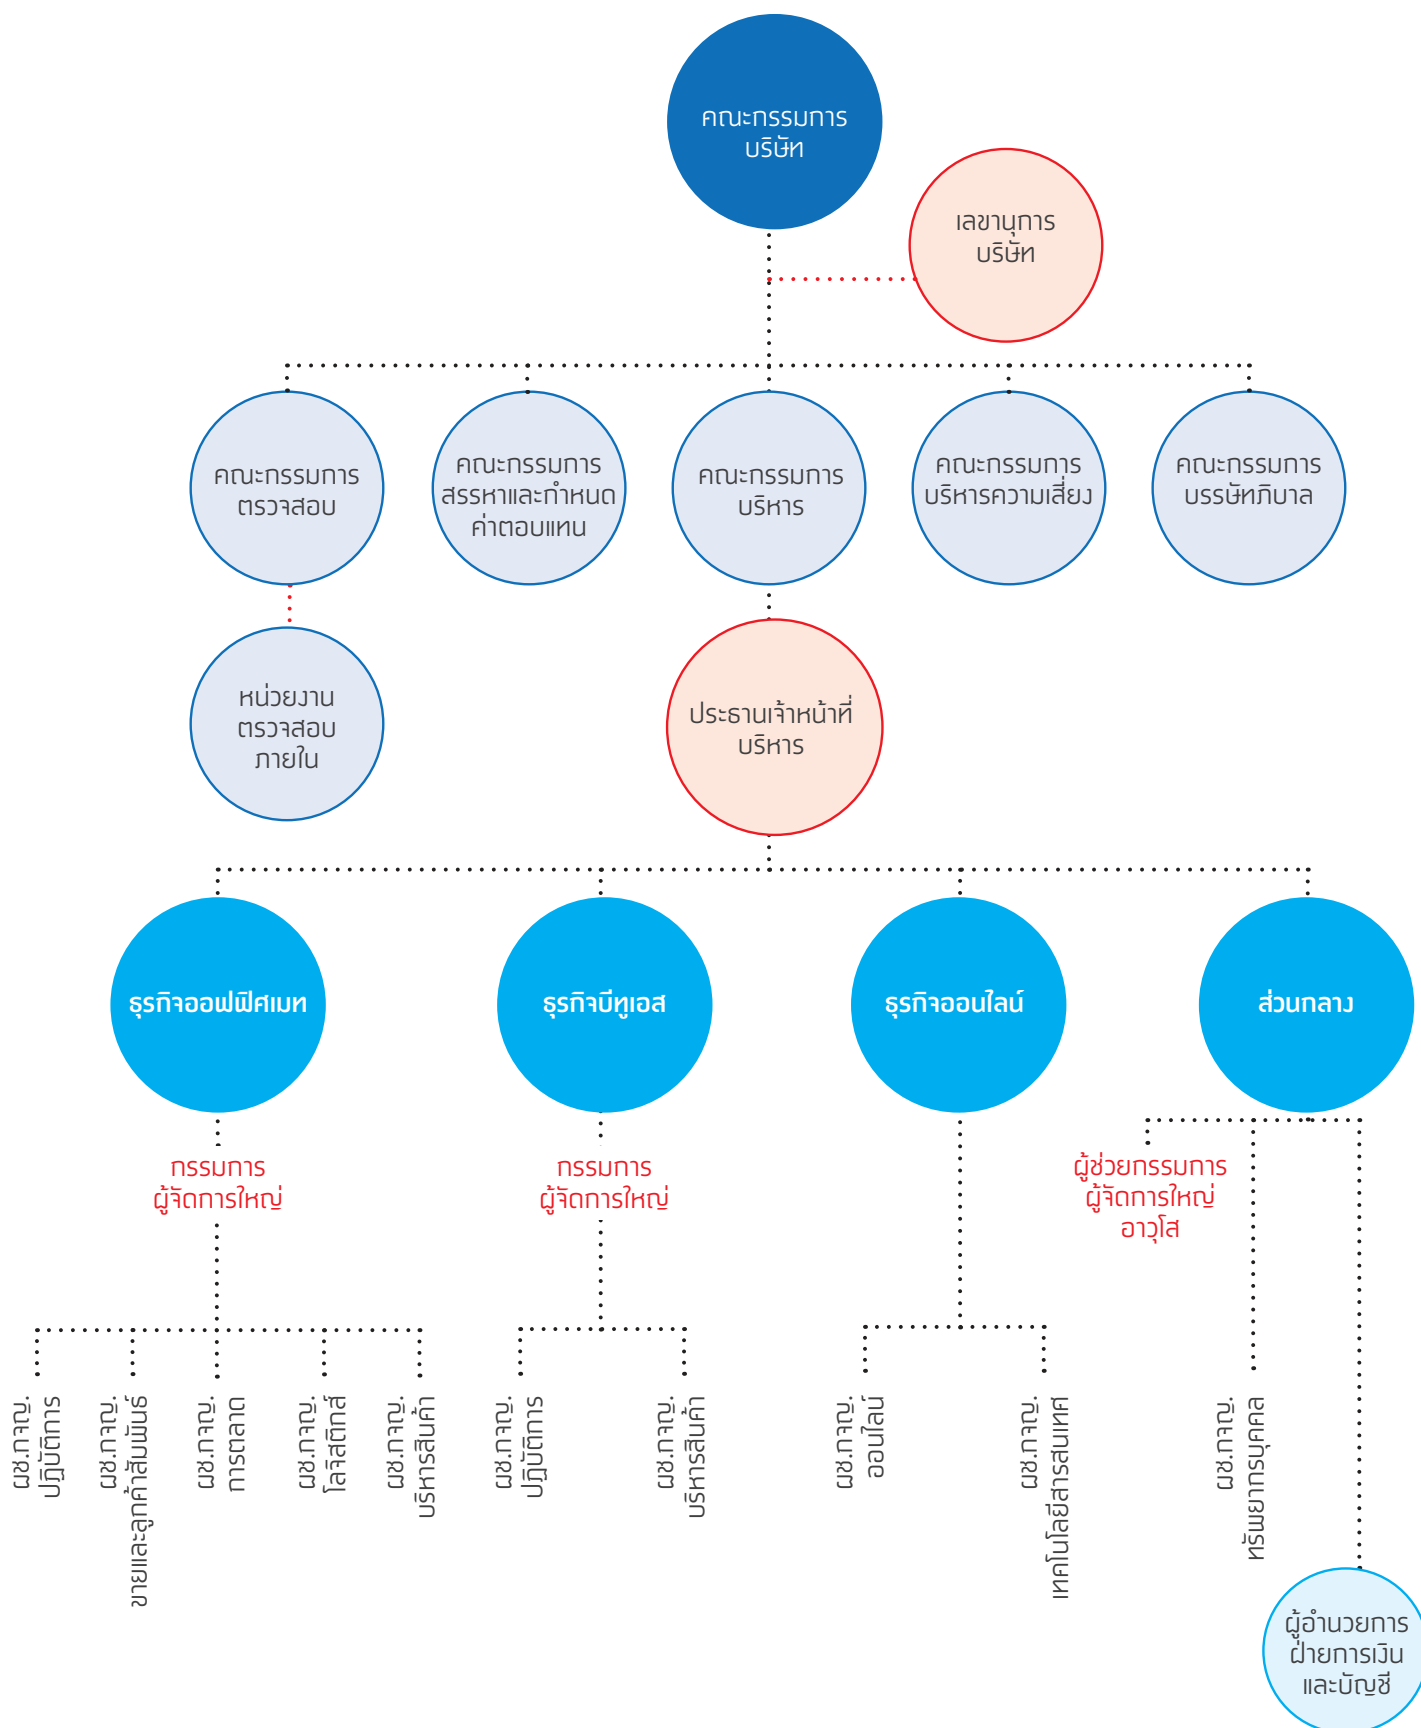 คณะกรรมการ
บริษัท
เลขานุการ
บริษัท
คณะกรรมการ
ตรวจสอบ
คณะกรรมการ
สรรหาและกำหนด
ค่าตอบแทน
คณะกรรมการ
บริหาร
คณะกรรมการ
บริหารความเสี่ยง
คณะกรรมการ
บรรษัทภิบาล
หน่วยงาน
ตรวจสอบ
ภายใน
ประธานเจ้าหน้าที่
บริหาร
ธุรกิจออฟฟิศเมท
ธุรกิจบีทูเอส
ธุรกิจออนไลน์
ส่วนกลาง
กรรมการ
ผู้จัดการใหญ่
กรรมการ
ผู้จัดการใหญ่
ผู้ช่วยกรรมการ
ผู้จัดการใหญ่
อาวุโส
ผช.กจญ.
ปฏิบัติการ
ผช.กจญ.
ขายและลูกค้าสัมพันธ์
ผช.กจญ.
การตลาด
ผช.กจญ.
โลจิสติกส์
ผช.กจญ.
บริหารสินค้า
ผช.กจญ.
ปฏิบัติการ
ผช.กจญ.
บริหารสินค้า
ผช.กจญ.
ออนไลน์
ผช.กจญ.
เทคโนโลยีสารสนเทศ
ผช.กจญ.
ทรัพยากรบุคคล
ผู้อำนวยการ
ฝ่ายการเงิน
และบัญชี